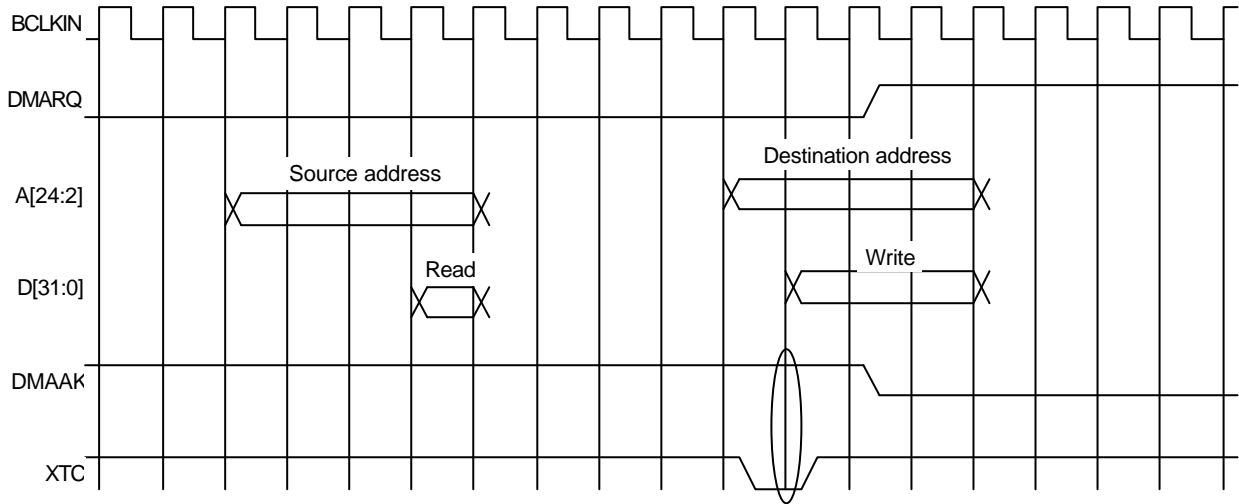 BCLKIN
DMARQ
Destination address
Source address
A[24:2]
Write
Read
D[31:0]
DMAAK
XTC